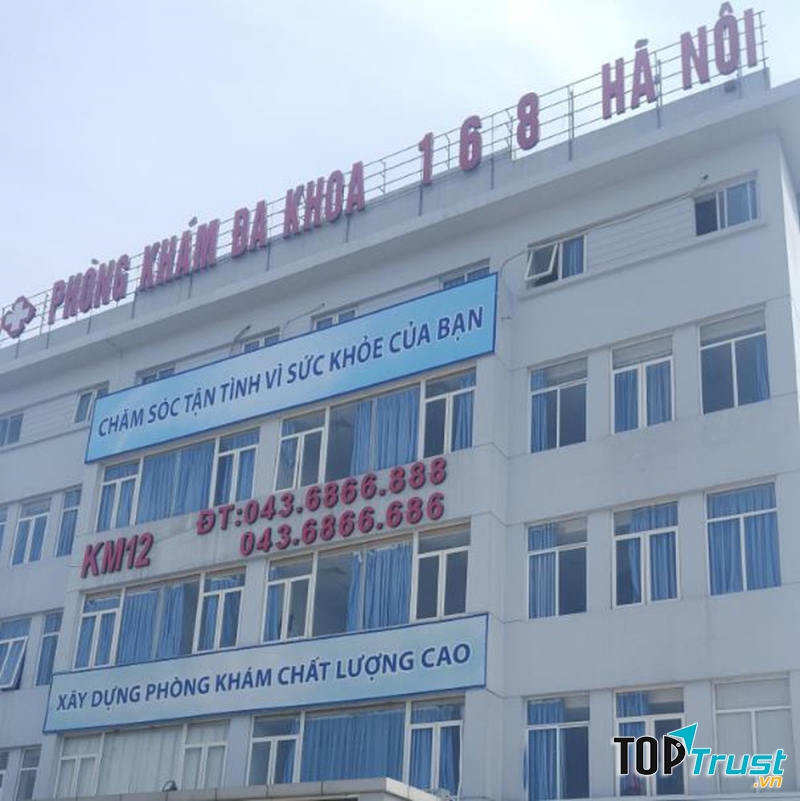 PHÒNG KHÁM ĐA KHOA 168 HÀ NỘI
CHĂM SÓC TẬN TÌNH VÌ SỨC KHỎE CỦA BẠN
ĐT:043.6866.888
KM12 043.6866.686
XÂY DỰNG PHÒNG KHÁM CHẤT LƯỢNG CAO
TOPTrust.vn